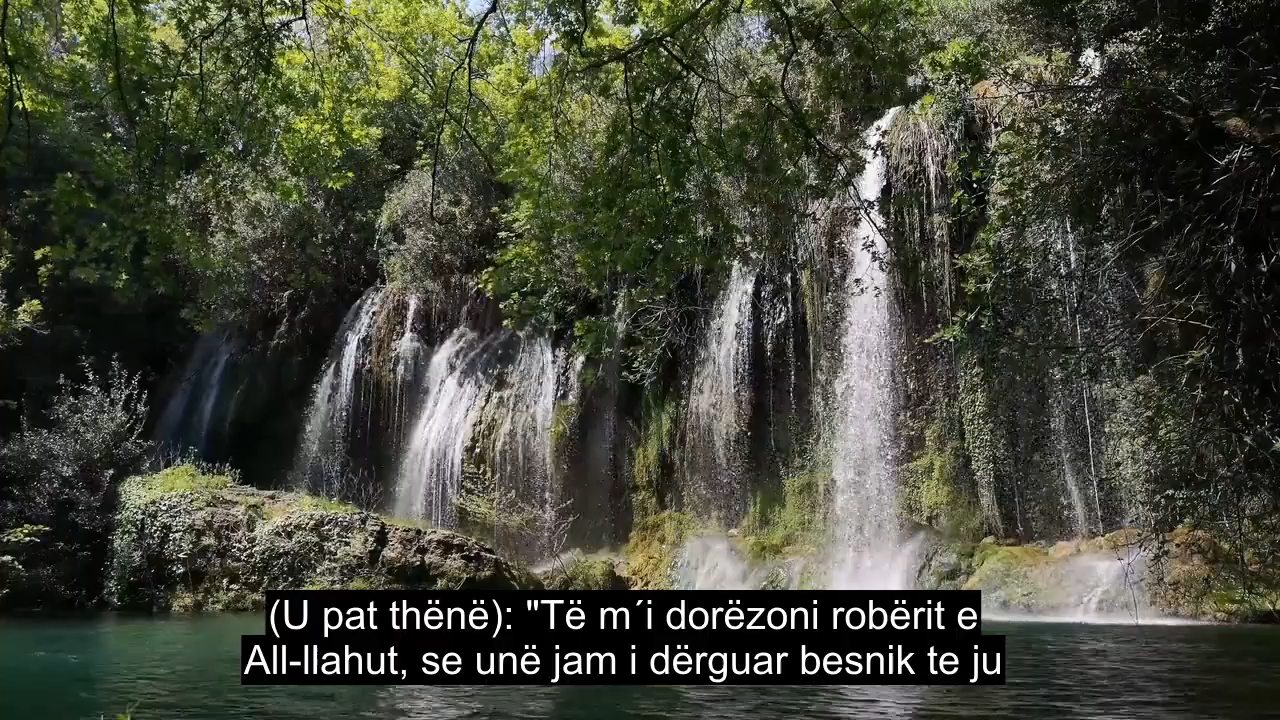 (U pat thënë): "Të m´i dorëzoni robërit e
All-llahut, se unë jam i dërguar besnik te ju